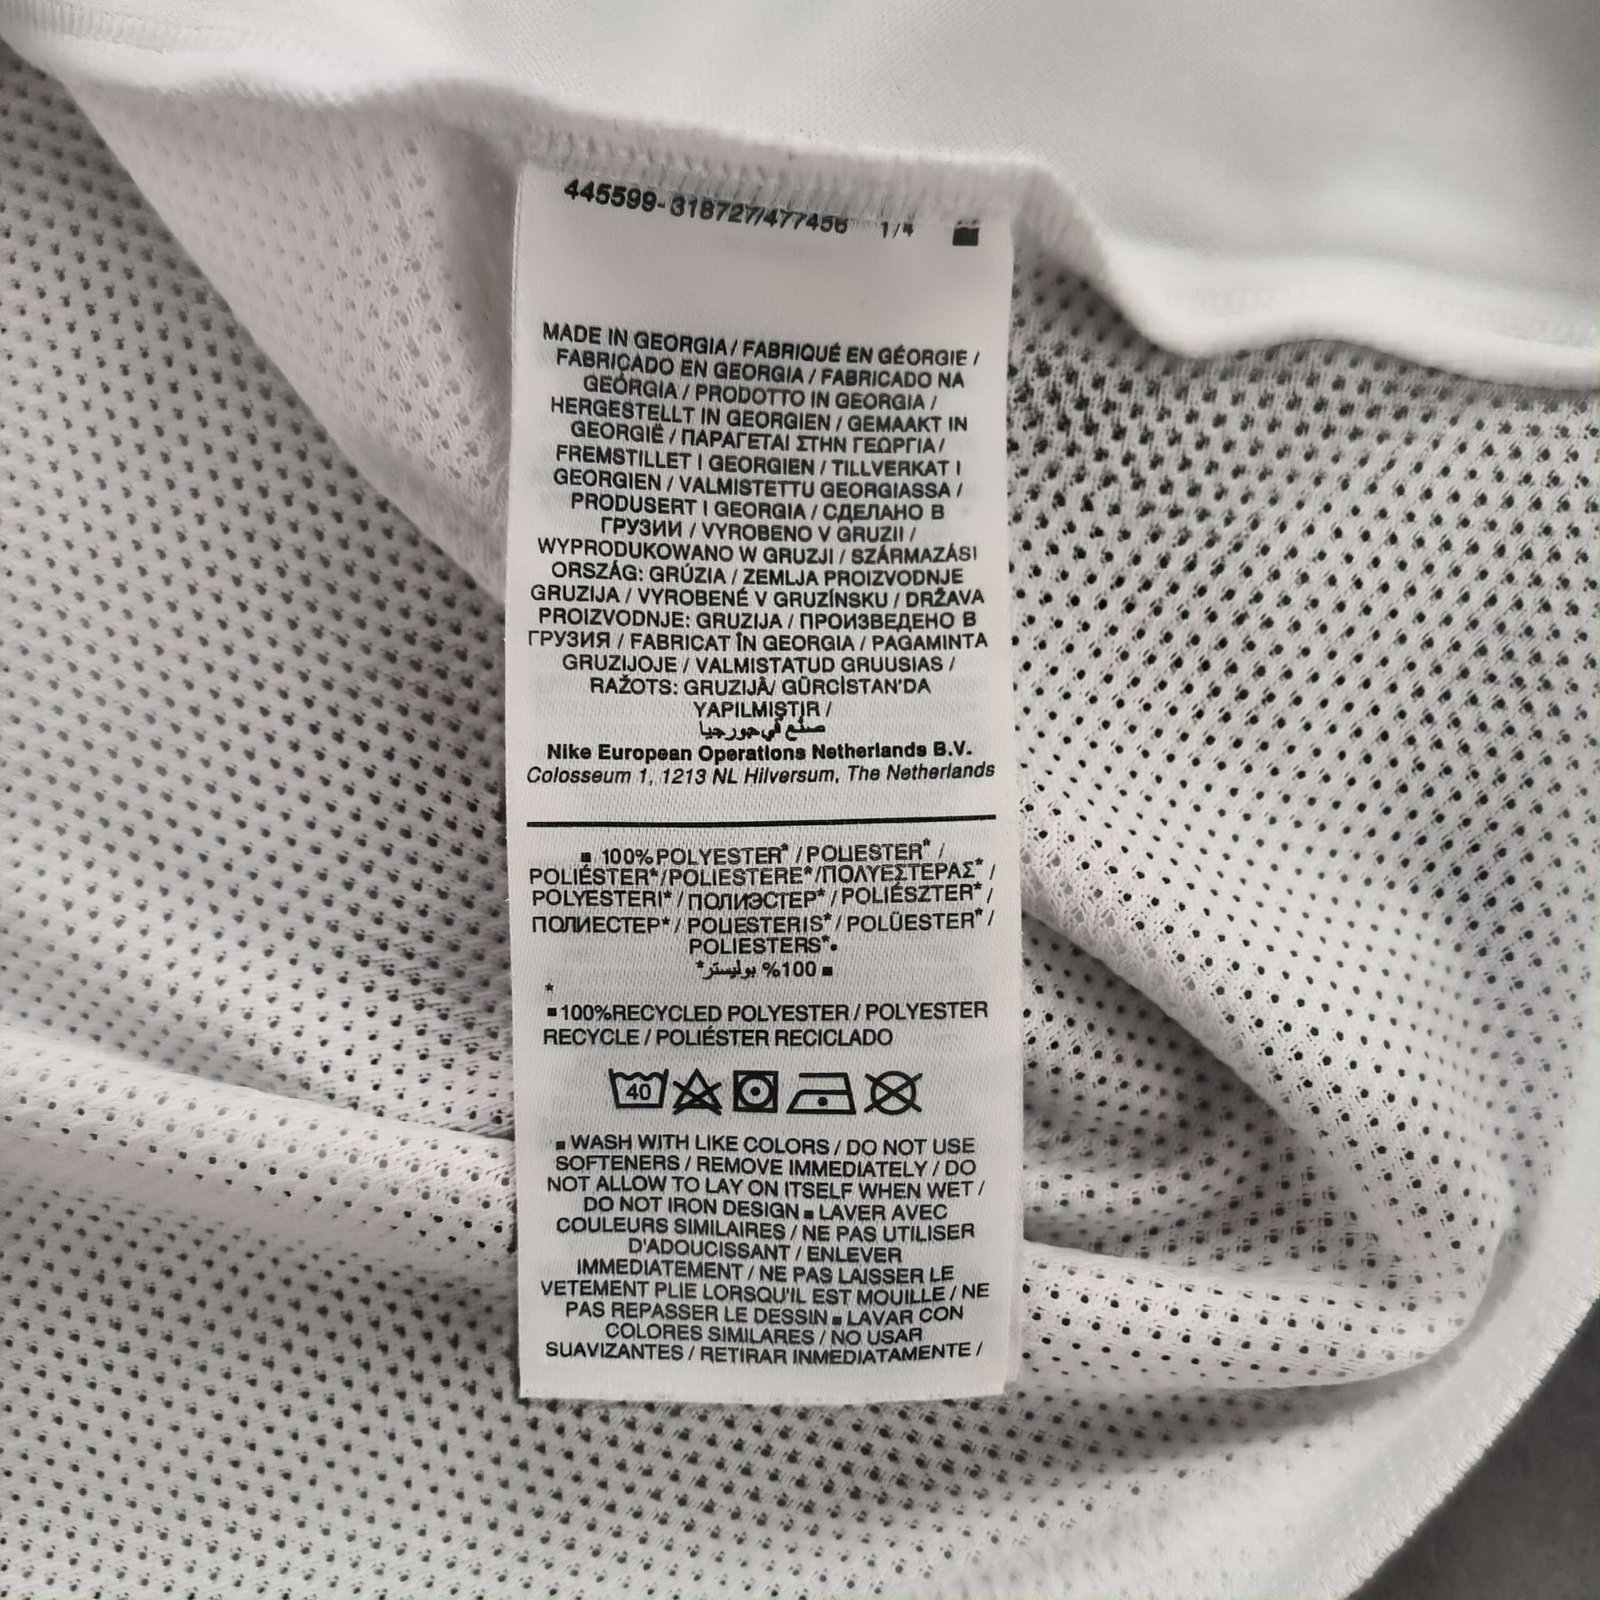 445599-318727/477456 1/4
MADE IN GEORGIA / FABRIQUÉ EN GÉORGIE /
FABRICADO EN GEORGIA / FABRICADO NA
GEÓRGIA / PRODOTTO IN GEORGIA /
HERGESTELLT IN GEORGIEN / GEMAAKT IN
GEORGIË / ΠΑΡΑΓΕΤΑΙ ΣΤΗΝ ΓΕΩΡΓΙΑ /
FREMSTILLET I GEORGIEN / TILLVERKAT I
GEORGIEN / VALMISTETTU GEORGIASSA /
PRODUSERT I GEORGIA / СДЕЛАНО В
ГРУЗИИ / VYROBENO V GRUZII /
WYPRODUKOWANO W GRUZJI / SZÁRMAZÁSI
ORSZÁG: GRÚZIA / ZEMLJA PROIZVODNJE
GRUZIJA / VYROBENÉ V GRUZÍNSKU / DRŽAVA
PROIZVODNJE: GRUZIJA / ПРОИЗВЕДЕНО В
ГРУЗИЯ / FABRICAT ÎN GEORGIA / PAGAMINTA
GRUZIJOJE / VALMISTATUD GRUUSIAS /
RAŽOTS: GRUZIJĀ/ GÜRCİSTAN'DA
YAPILMIŞTIR /
صنع في جورجيا
Nike European Operations Netherlands B.V.
Colosseum 1, 1213 NL Hilversum, The Netherlands
■ 100% POLYESTER* / POLIESTER* /
POLIÉSTER*/POLIESTERE*/ΠΟΛΥΕΣΤΕΡΑΣ* /
POLYESTERI* / ПОЛИЭСТЕР* / POLIÉSZTER* /
ПОЛИЕСТЕР* / POLIESTERIS* / POLÜESTER* /
POLIESTERS*•
■ 100% بوليستر*
*
■ 100%RECYCLED POLYESTER / POLYESTER
RECYCLE / POLIÉSTER RECICLADO
40
■ WASH WITH LIKE COLORS / DO NOT USE
SOFTENERS / REMOVE IMMEDIATELY / DO
NOT ALLOW TO LAY ON ITSELF WHEN WET /
DO NOT IRON DESIGN ■ LAVER AVEC
COULEURS SIMILAIRES / NE PAS UTILISER
D'ADOUCISSANT / ENLEVER
IMMEDIATEMENT / NE PAS LAISSER LE
VETEMENT PLIE LORSQU'IL EST MOUILLE / NE
PAS REPASSER LE DESSIN ■ LAVAR CON
COLORES SIMILARES / NO USAR
SUAVIZANTES / RETIRAR INMEDIATAMENTE /